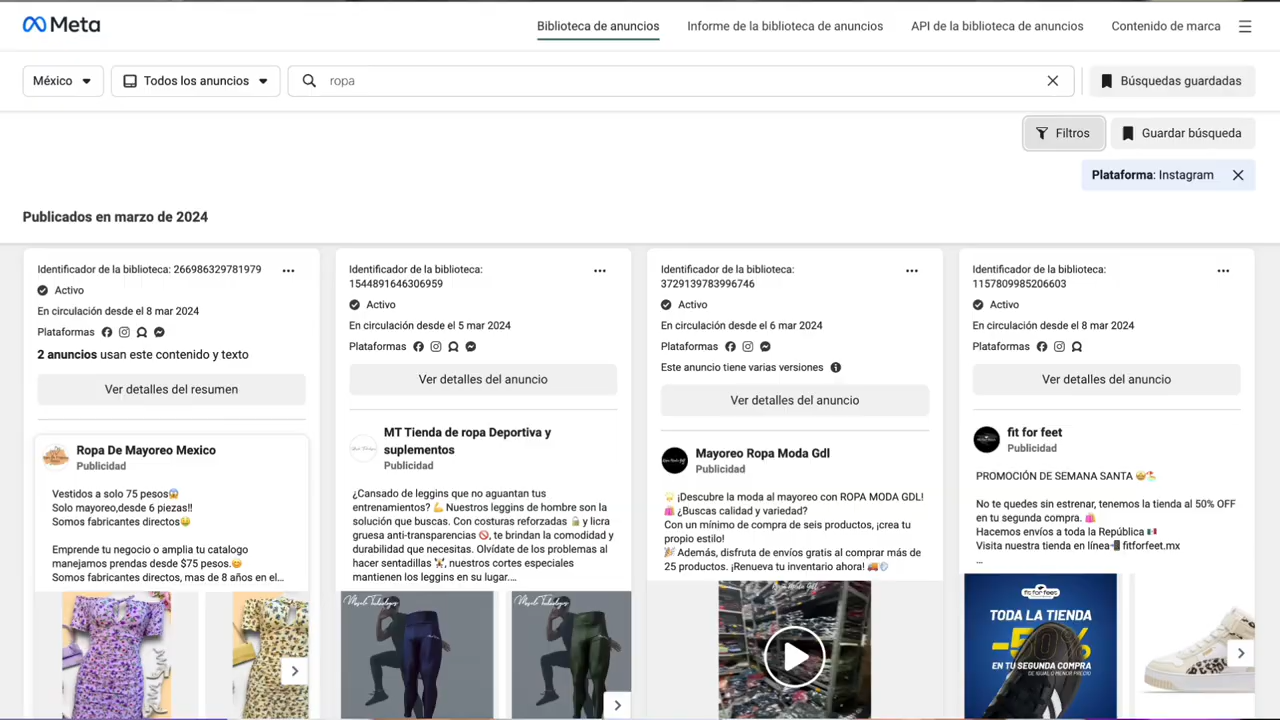 Meta
Biblioteca de anuncios
Informe de la biblioteca de anuncios
API de la biblioteca de anuncios
Contenido de marca
México
Todos los anuncios
ropa
Búsquedas guardadas
Filtros
Guardar búsqueda
Plataforma: Instagram
Publicados en marzo de 2024
Identificador de la biblioteca: 266986329781979
Activo
En circulación desde el 8 mar 2024
Plataformas
2 anuncios usan este contenido y texto
Ver detalles del resumen
Ropa De Mayoreo Mexico
Publicidad
Vestidos a solo 75 pesos😱
Solo mayoreo,desde 6 piezas!!
Somos fabricantes directos🤑
Emprende tu negocio o amplia tu catalogo
manejamos prendas desde $75 pesos.😊
Somos fabricantes directos, mas de 8 años en el...
Identificador de la biblioteca:
1544891646306959
Activo
En circulación desde el 5 mar 2024
Plataformas
Ver detalles del anuncio
MT Tienda de ropa Deportiva y
suplementos
Publicidad
¿Cansado de leggins que no aguantan tus
entrenamientos? 💪 Nuestros leggins de hombre son la
solución que buscas. Con costuras reforzadas 🔒 y licra
gruesa anti-transparencias 🚫, te brindan la comodidad y
durabilidad que necesitas. Olvídate de los problemas al
hacer sentadillas 🏋️, nuestros cortes especiales
mantienen los leggins en su lugar....
Identificador de la biblioteca:
3729139783996746
Activo
En circulación desde el 6 mar 2024
Plataformas
Este anuncio tiene varias versiones
Ver detalles del anuncio
Mayoreo Ropa Moda Gdl
Publicidad
🌟 ¡Descubre la moda al mayoreo con ROPA MODA GDL!
🛍️ ¿Buscas calidad y variedad?
Con un mínimo de compra de seis productos, ¡crea tu
propio estilo!
🎉 Además, disfruta de envíos gratis al comprar más de
25 productos. ¡Renueva tu inventario ahora! 🚚💨
Identificador de la biblioteca:
1157809985206603
Activo
En circulación desde el 8 mar 2024
Plataformas
Ver detalles del anuncio
fit for feet
Publicidad
PROMOCIÓN DE SEMANA SANTA 🤩🏖️
No te quedes sin estrenar, tenemos la tienda al 50% OFF
en tu segunda compra. 🛍️
Hacemos envíos a toda la República 🇲🇽
Visita nuestra tienda en línea📲 fitforfeet.mx
...
fit for feet
TODA LA TIENDA
EN TU SEGUNDA COMPRA
DE IGUAL O MENOR PRECIO